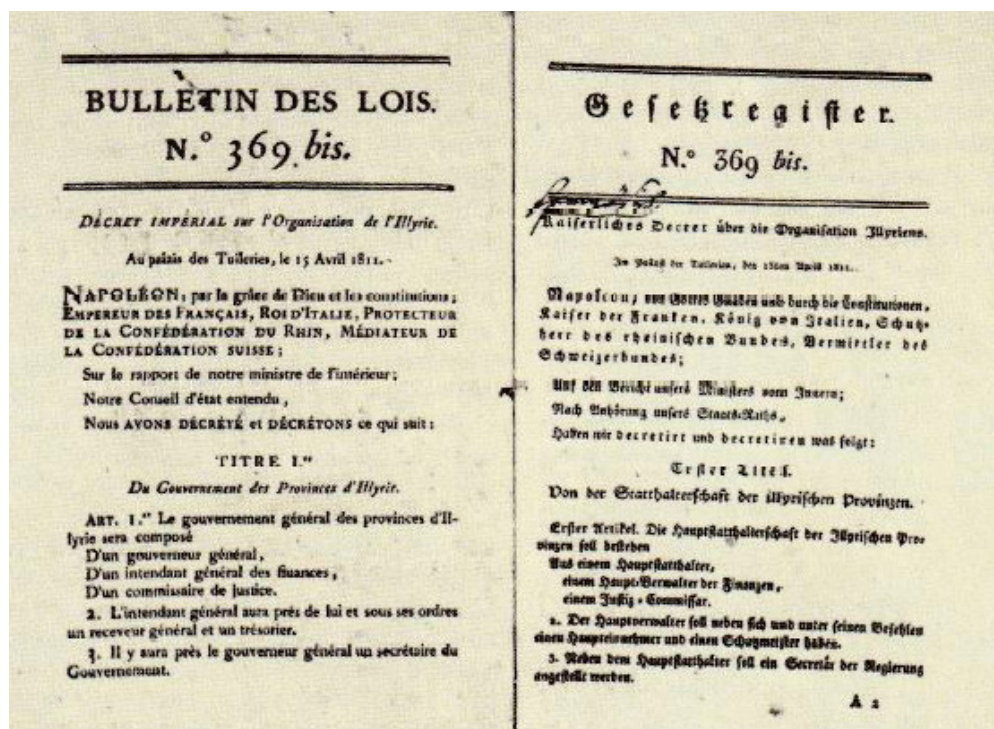 BULLETIN DES LOIS.
N.° 369 bis.
DÉCRET IMPÉRIAL sur l'Organisation de l'Illyrie.
Au palais des Tuileries, le 15 Avril 1811.
NAPOLÉON, par la grâce de Dieu et les constitutions,
EMPEREUR DES FRANÇAIS, ROI D'ITALIE, PROTECTEUR
DE LA CONFÉDÉRATION DU RHIN, MÉDIATEUR DE
LA CONFÉDÉRATION SUISSE;
Sur le rapport de notre ministre de l'intérieur;
Notre Conseil d'état entendu,
Nous AVONS DÉCRÉTÉ et DÉCRÉTONS ce qui suit:
TITRE I.er
Du Gouvernement des Provinces d'Illyrie.
ART. 1.er Le gouvernement général des provinces d'Il-
lyrie sera composé
D'un gouverneur général,
D'un intendant général des finances,
D'un commissaire de justice.
2. L'intendant général aura près de lui et sous ses ordres
un receveur général et un trésorier.
3. Il y aura près le gouverneur général un secrétaire du
Gouvernement.
Gesetzregister.
N.° 369 bis.
Kaiserliches Decret über die Organisation Illyriens.
Im Palast der Tuilerien, den 15ten April 1811.
Napoleon, von Gottes Gnaden und durch die Constitutionen,
Kaiser der Franken, König von Italien, Schutz-
herr des rheinischen Bundes, Vermittler des
Schweizerbundes;
Auf den Bericht unsers Ministers vom Innern;
Nach Anhörung unsers Staats-Raths,
Haben wir decretirt und decretiren was folgt:
Erster Titel.
Von der Statthalterschaft der illyrischen Provinzen.
Erster Artikel. Die Hauptstatthalterschaft der Illyrischen Pro-
vinzen soll bestehen
Aus einem Hauptstatthalter,
einem Haupt-Verwalter der Finanzen,
einem Justiz-Commissar.
2. Der Hauptverwalter soll neben sich und unter seinen Befehlen
einen Haupteinnehmer und einen Schatzmeister haben.
3. Neben dem Hauptstatthalter soll ein Secretär der Regierung
angestellt werden.
A 2